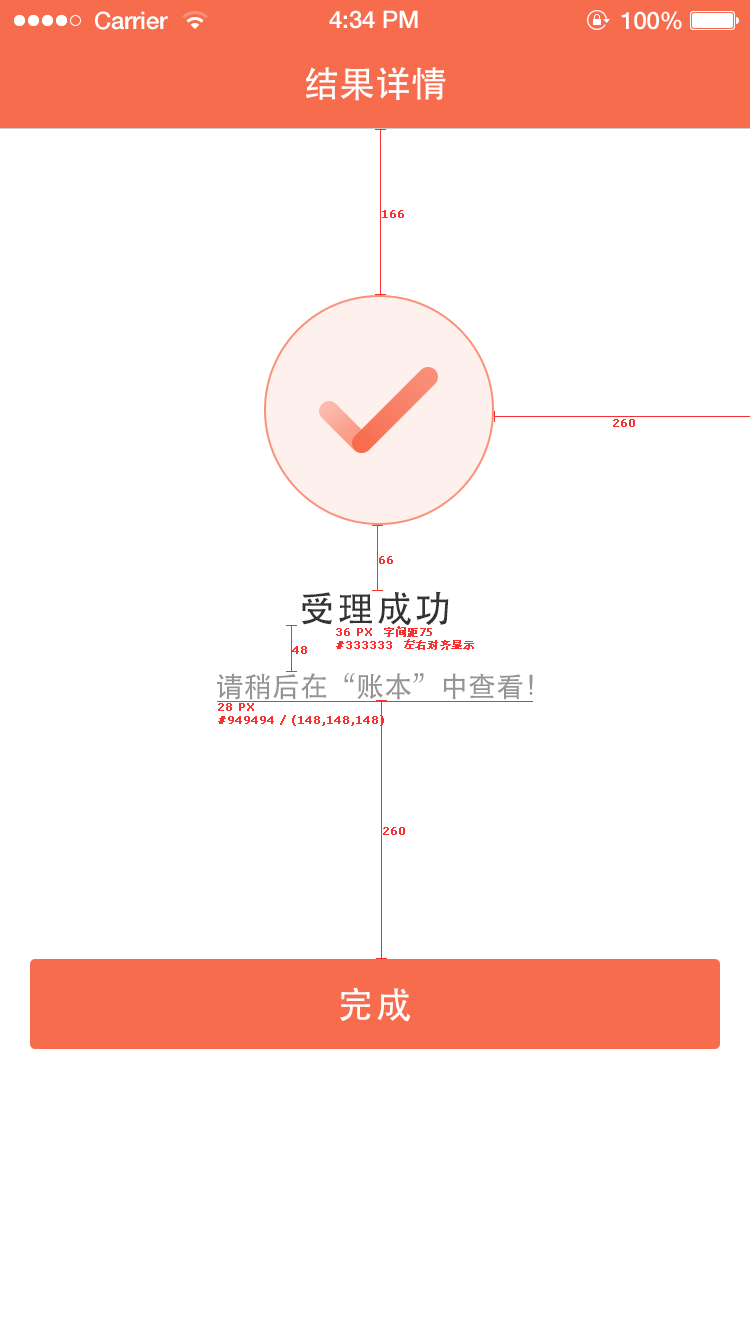 Carrier 4:34 PM 100%
结果详情
166
260
66
受理成功
36 PX 字间距75
#333333 左右对齐显示
48
请稍后在“账本”中查看!
28 PX
#949494 / (148,148,148)
260
完成